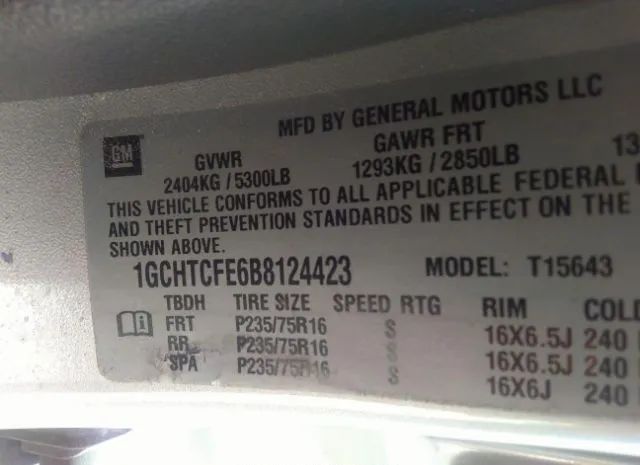 MFD BY GENERAL MOTORS LLC
GM
GVWR GAWR FRT
2404KG / 5300LB 1293KG / 2850LB 13
THIS VEHICLE CONFORMS TO ALL APPLICABLE FEDERAL
AND THEFT PREVENTION STANDARDS IN EFFECT ON THE
SHOWN ABOVE.
1GCHTCFE6B8124423 MODEL: T15643
TBDH TIRE SIZE SPEED RTG RIM COLD
FRT P235/75R16 S 16X6.5J 240
RR P235/75R16 S 16X6.5J 240
SPA P235/75R16 S 16X6J 240